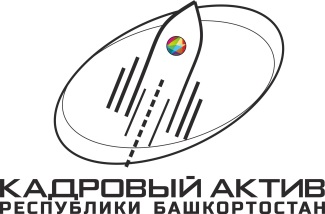 КАДРОВЫЙ АКТИВ
РЕСПУБЛИКИ БАШКОРТОСТАН